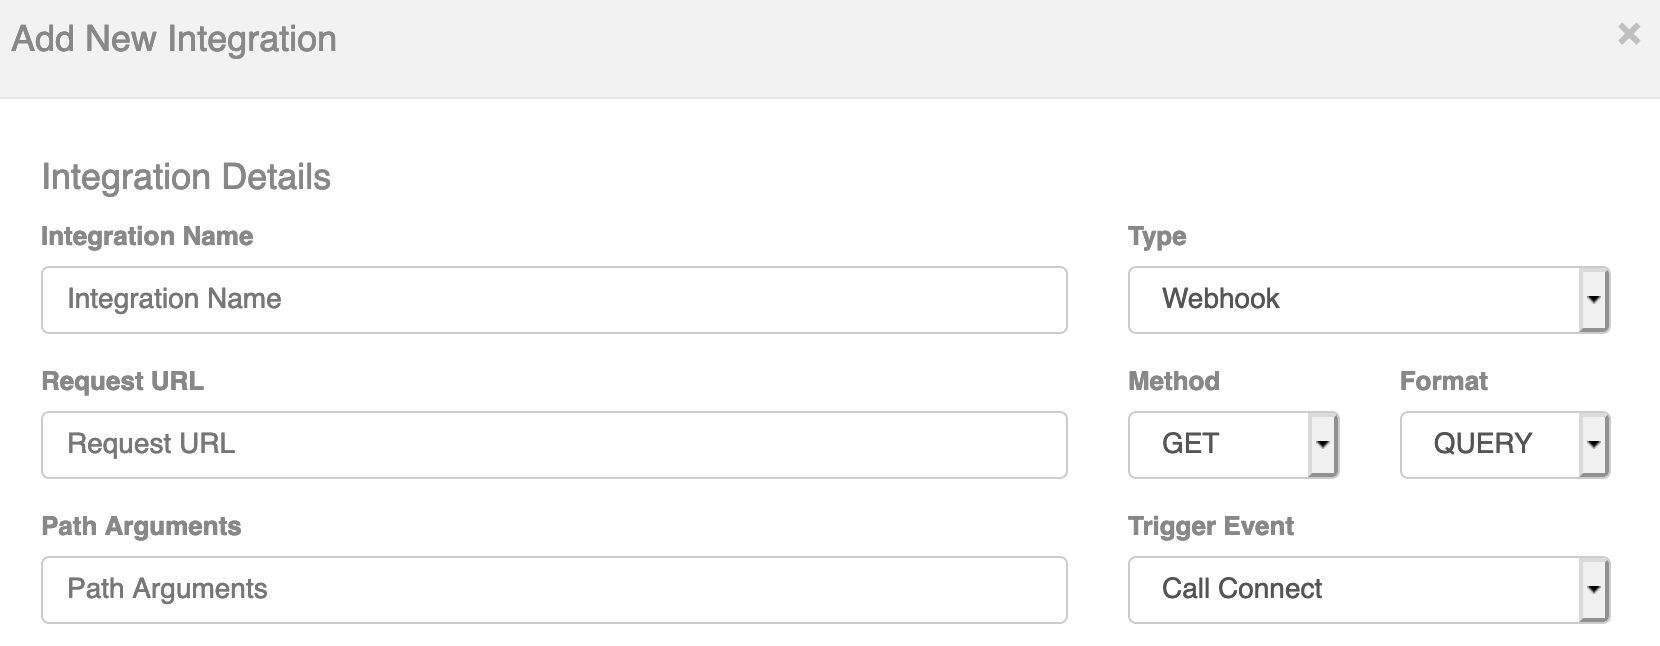 Add New Integration ×
Integration Details
Integration Name Type
Integration Name Webhook
Request URL Method Format
Request URL GET QUERY
Path Arguments Trigger Event
Path Arguments Call Connect